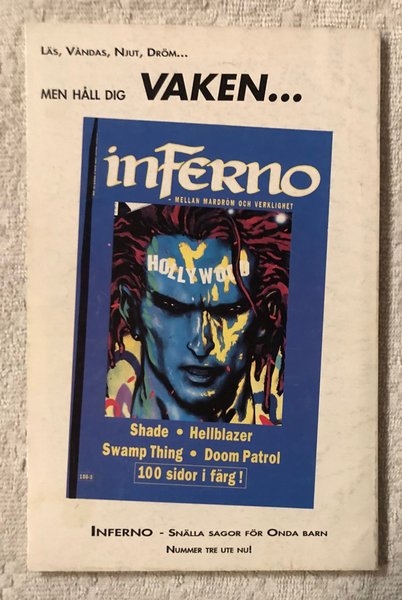 LÄS, VÅNDAS, NJUT, DRÖM...
MEN HÅLL DIG VAKEN...
inFERNO
- MELLAN MARDRÖM OCH VERKLIGHET
HOLLYWOOD
Shade • Hellblazer
Swamp Thing • Doom Patrol
100 sidor i färg!
INFERNO - SNÄLLA SAGOR FÖR ONDA BARN
NUMMER TRE UTE NU!